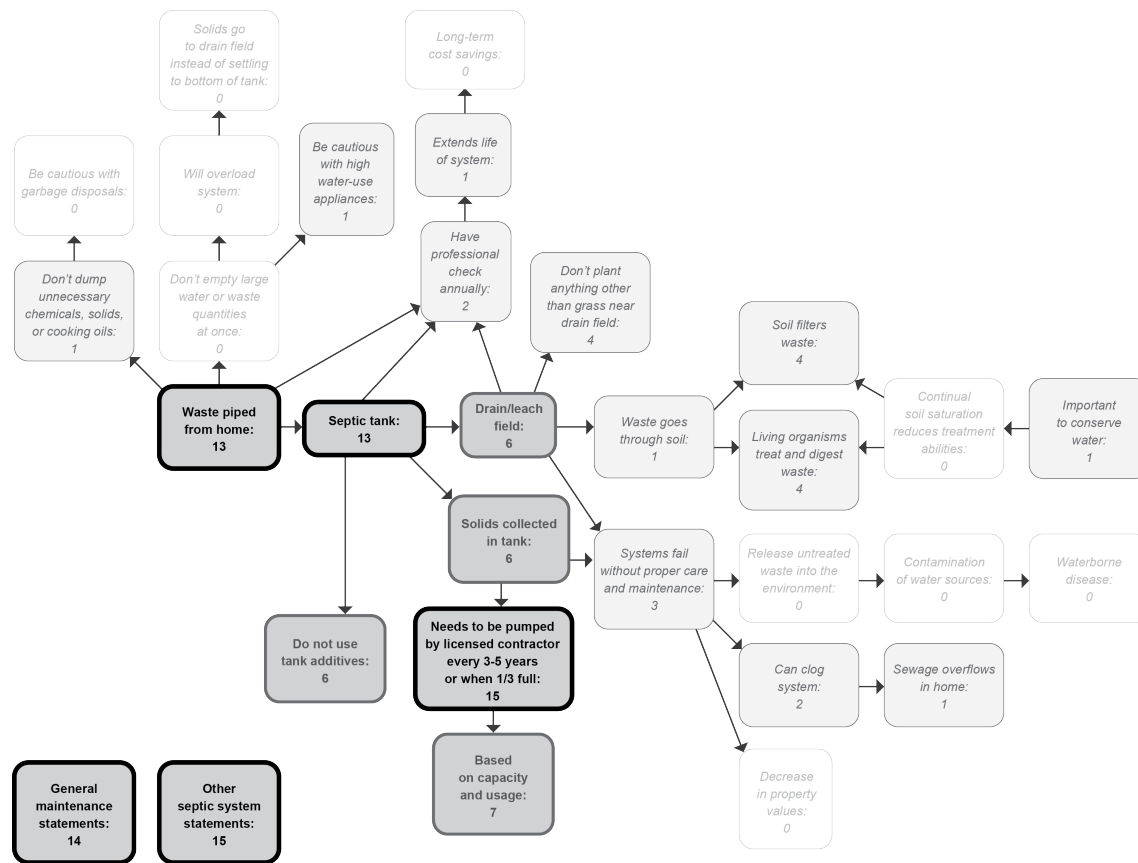 Solids go
to drain field
instead of settling
to bottom of tank:
0
Long-term
cost savings:
0
Be cautious with
garbage disposals:
0
Will overload
system:
0
Be cautious
with high
water-use
appliances:
1
Extends life
of system:
1
Have
professional
check
annually:
2
Don't dump
unnecessary
chemicals, solids,
or cooking oils:
1
Don't empty large
water or waste
quantities
at once:
0
Don't plant
anything other
than grass near
drain field:
4
Soil filters
waste:
4
Waste piped
from home:
13
Septic tank:
13
Drain/leach
field:
6
Waste goes
through soil:
1
Living organisms
treat and digest
waste:
4
Continual
soil saturation
reduces treatment
abilities:
0
Important
to conserve
water:
1
Solids collected
in tank:
6
Systems fail
without proper care
and maintenance:
3
Release untreated
waste into the
environment:
0
Contamination
of water sources:
0
Waterborne
disease:
0
Do not use
tank additives:
6
Needs to be pumped
by licensed contractor
every 3-5 years
or when 1/3 full:
15
Can clog
system:
2
Sewage overflows
in home:
1
Based
on capacity
and usage:
7
Decrease
in property
values:
0
General
maintenance
statements:
14
Other
septic system
statements:
15